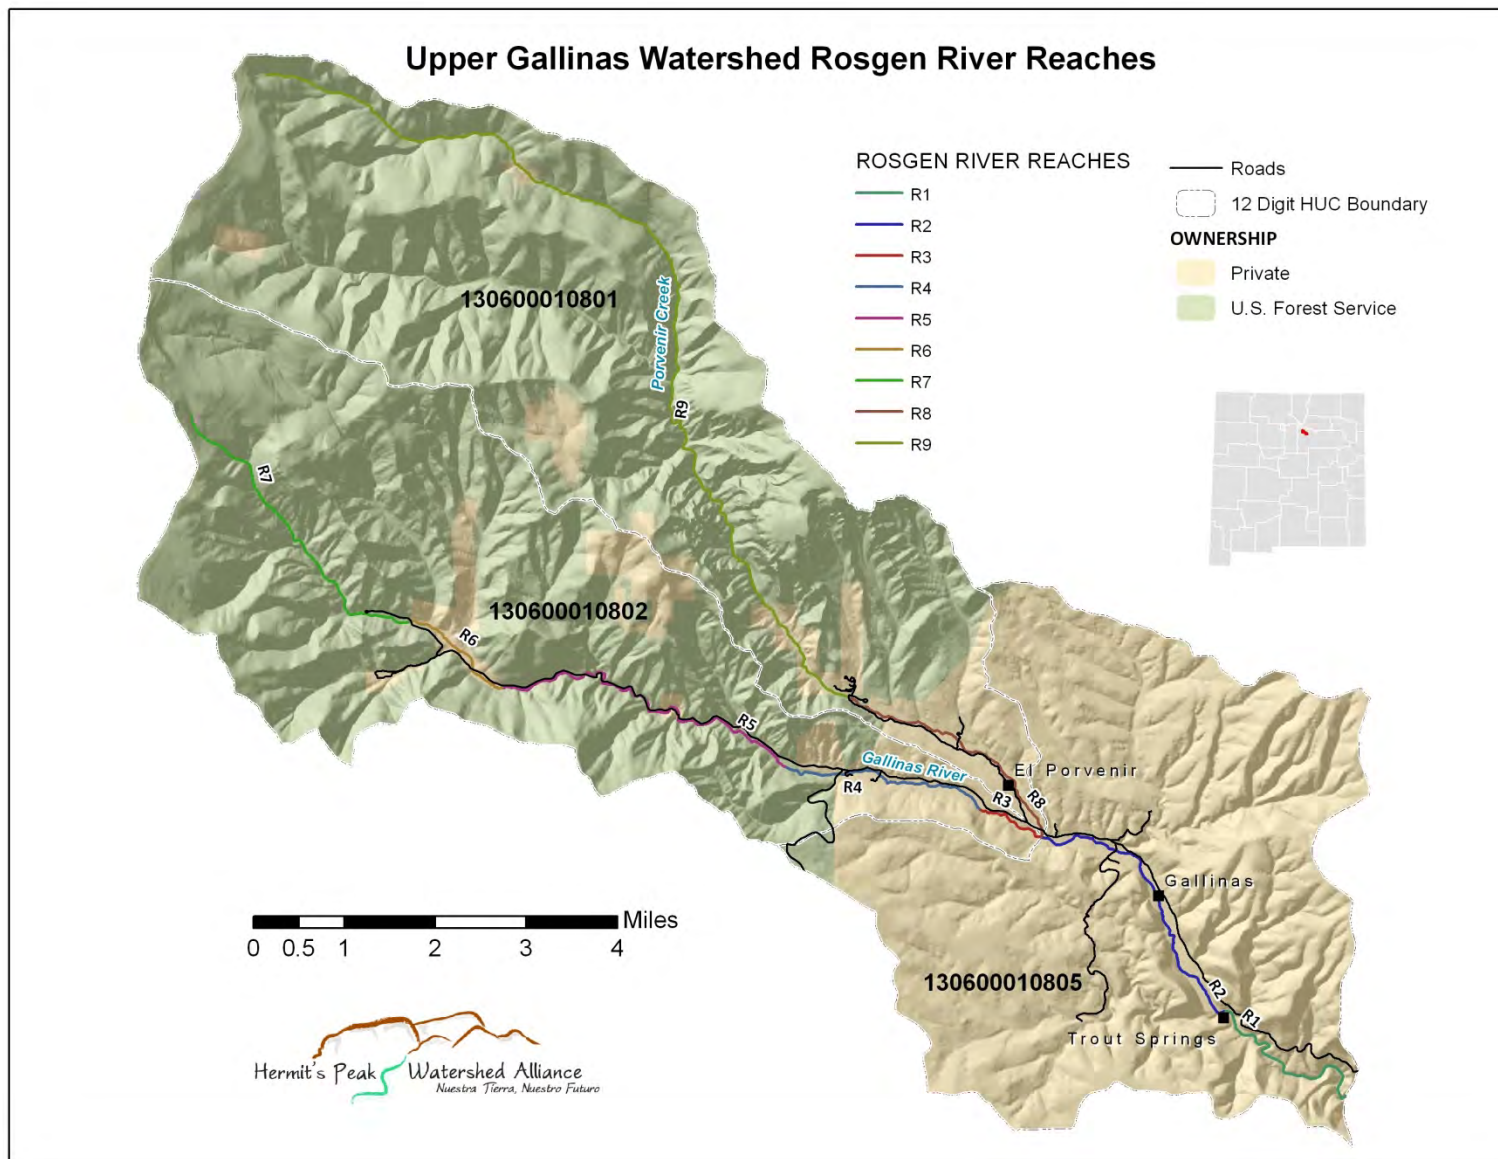 Upper Gallinas Watershed Rosgen River Reaches
ROSGEN RIVER REACHES
R1
R2
R3
R4
R5
R6
R7
R8
R9
Roads
12 Digit HUC Boundary
OWNERSHIP
Private
U.S. Forest Service
130600010801
Porvenir Creek
R9
R7
130600010802
R6
R5
Gallinas River
R4
R3
El Porvenir
R8
Gallinas
130600010805
R2
R1
Trout Springs
Miles
0 0.5 1 2 3 4
Hermit's Peak Watershed Alliance
Nuestra Tierra, Nuestro Futuro